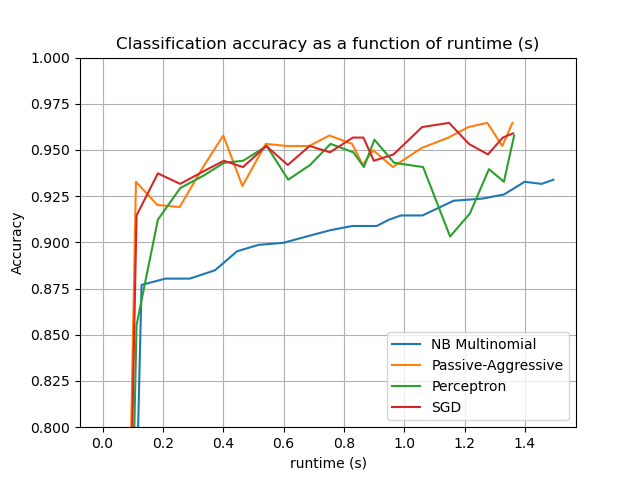 Classification accuracy as a function of runtime (s)
1.000
0.975
0.950
0.925
0.900
0.875
0.850
0.825
0.800
Accuracy
NB Multinomial
Passive-Aggressive
Perceptron
SGD
0.0 0.2 0.4 0.6 0.8 1.0 1.2 1.4
runtime (s)